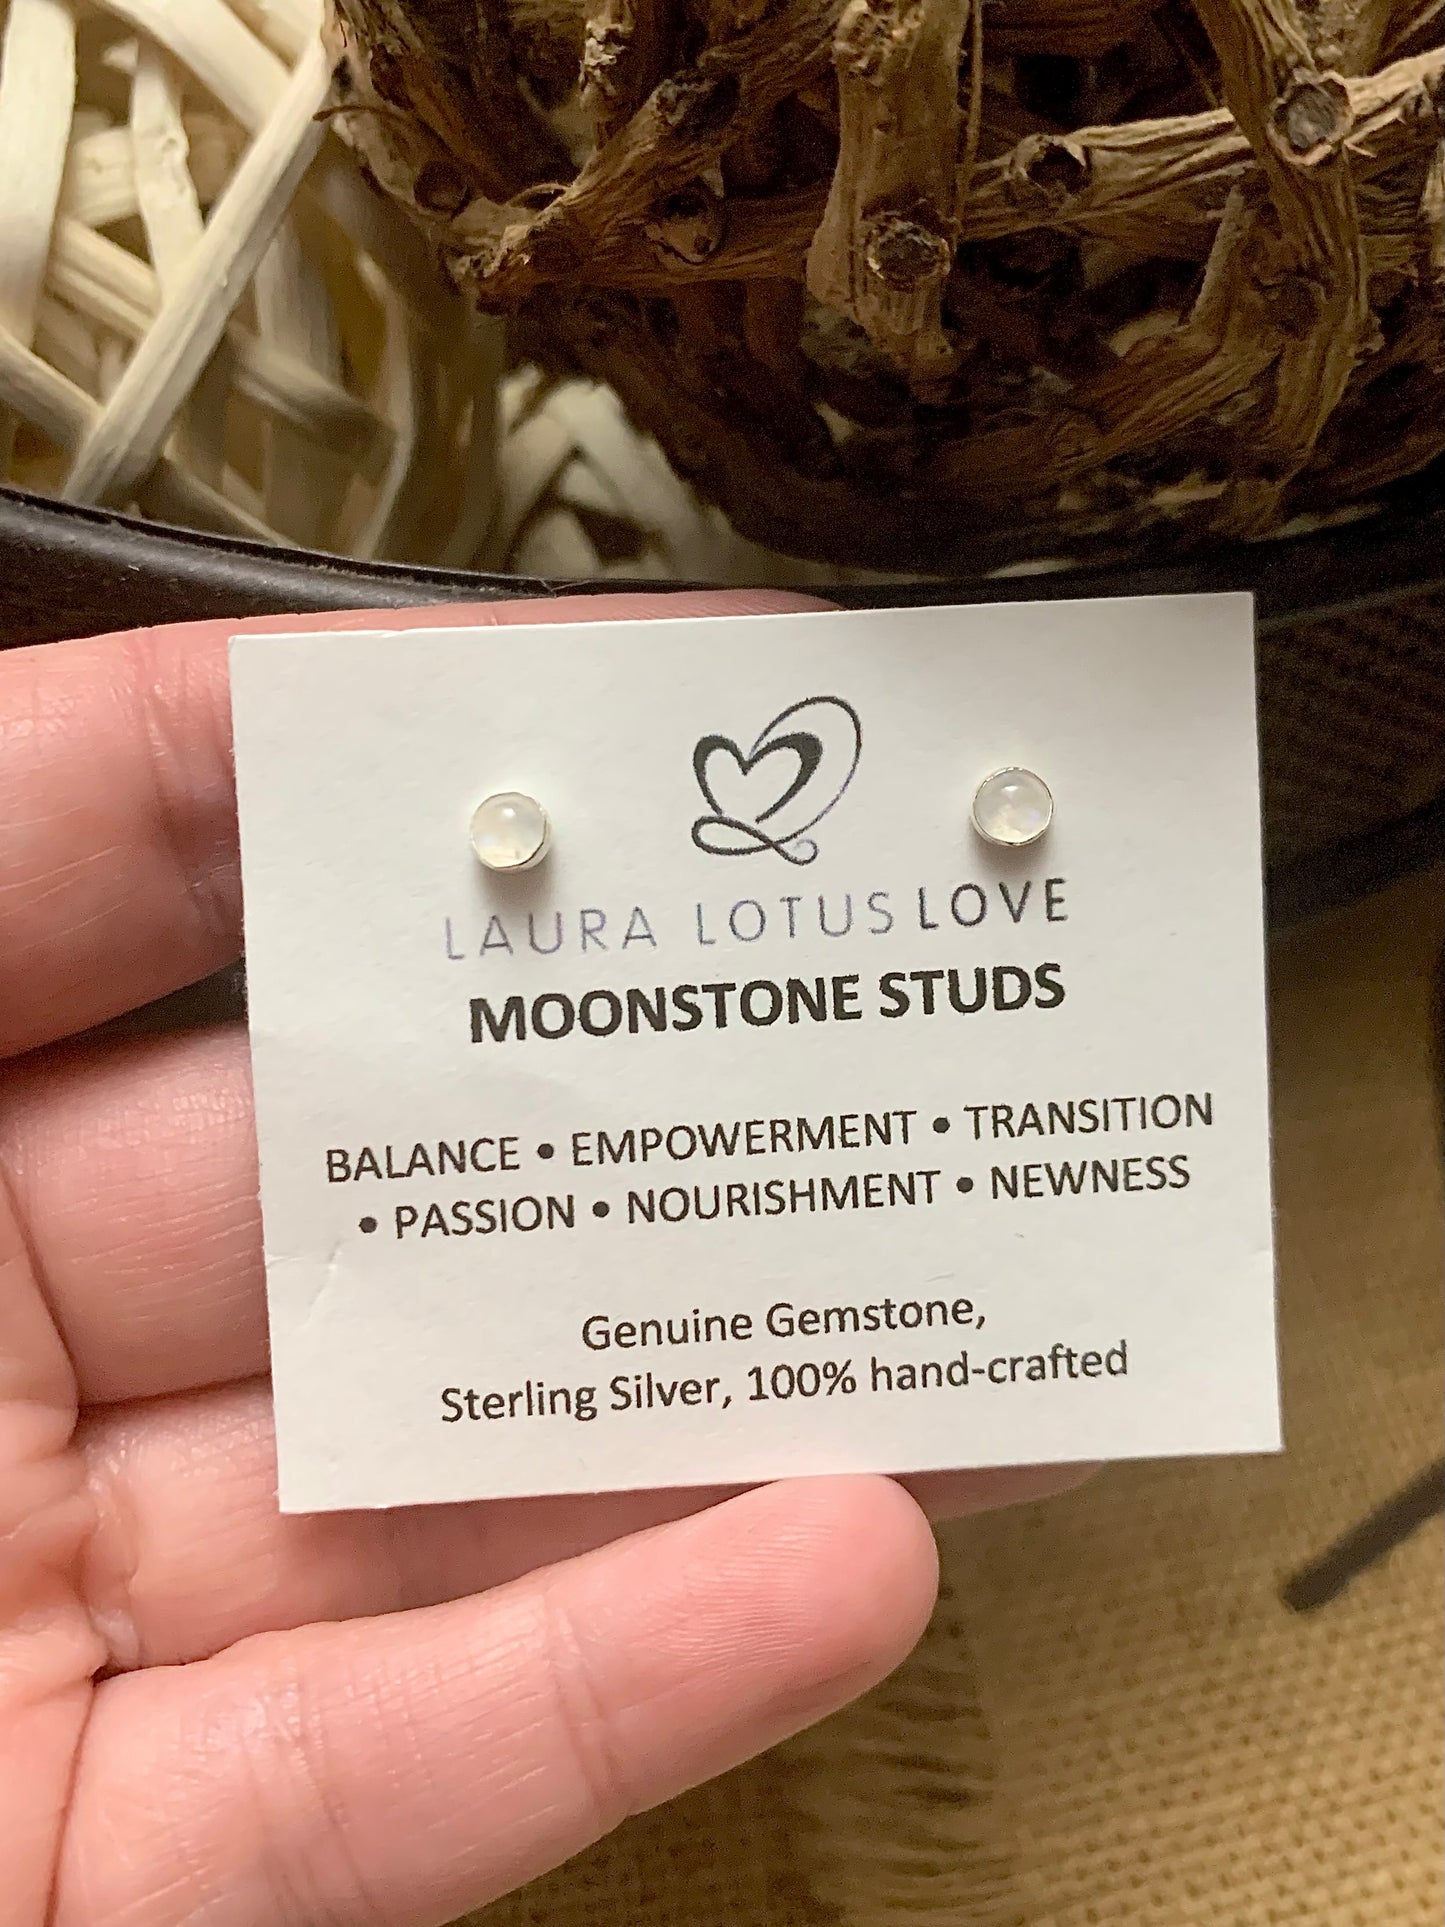 LAURA LOTUS LOVE
MOONSTONE STUDS
BALANCE • EMPOWERMENT • TRANSITION
• PASSION • NOURISHMENT • NEWNESS
Genuine Gemstone,
Sterling Silver, 100% hand-crafted